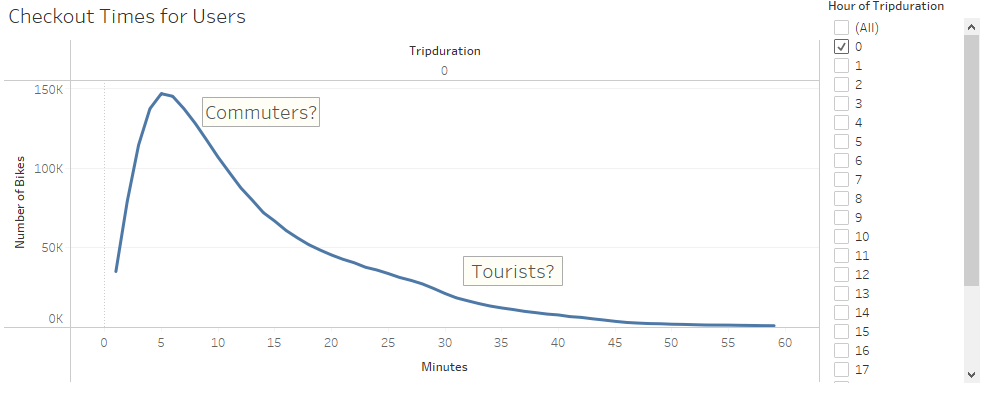 Checkout Times for Users
Tripduration
0
150K
100K
50K
0K
Number of Bikes
Commuters?
Tourists?
0 5 10 15 20 25 30 35 40 45 50 55 60
Minutes
Hour of Tripduration
(All)
0
1
2
3
4
5
6
7
8
9
10
11
12
13
14
15
16
17